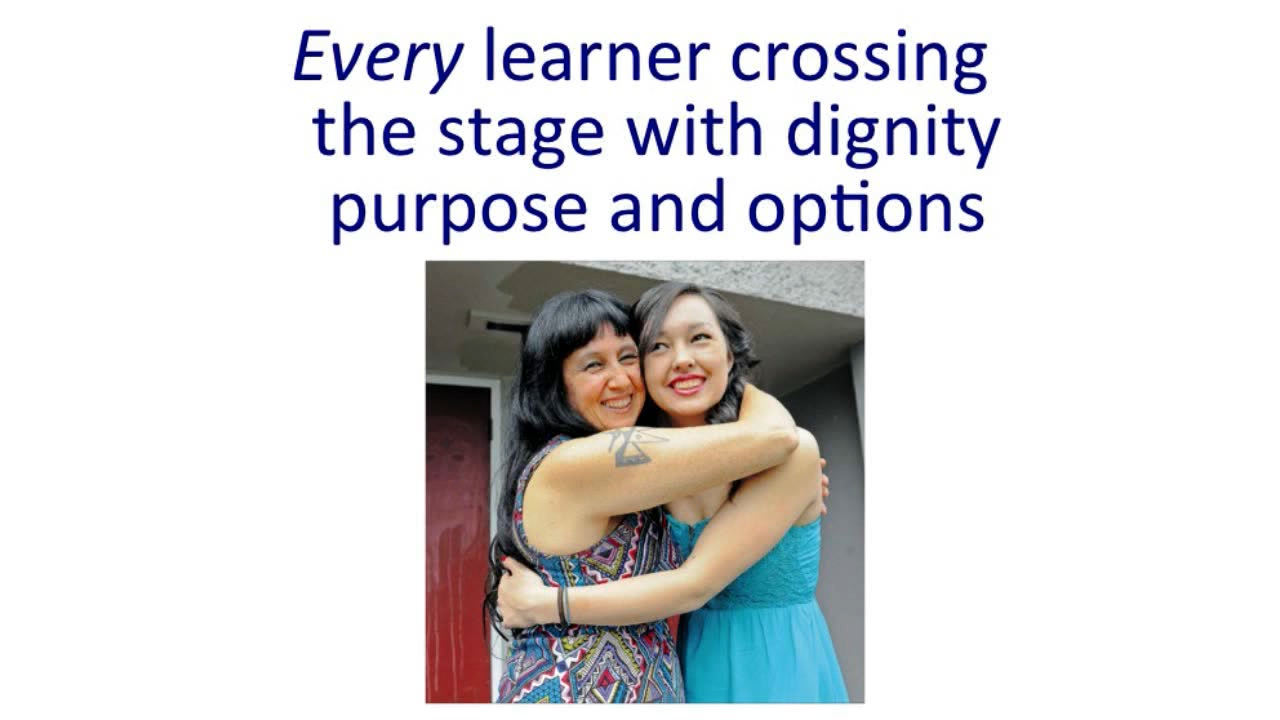 Every learner crossing
the stage with dignity
purpose and options